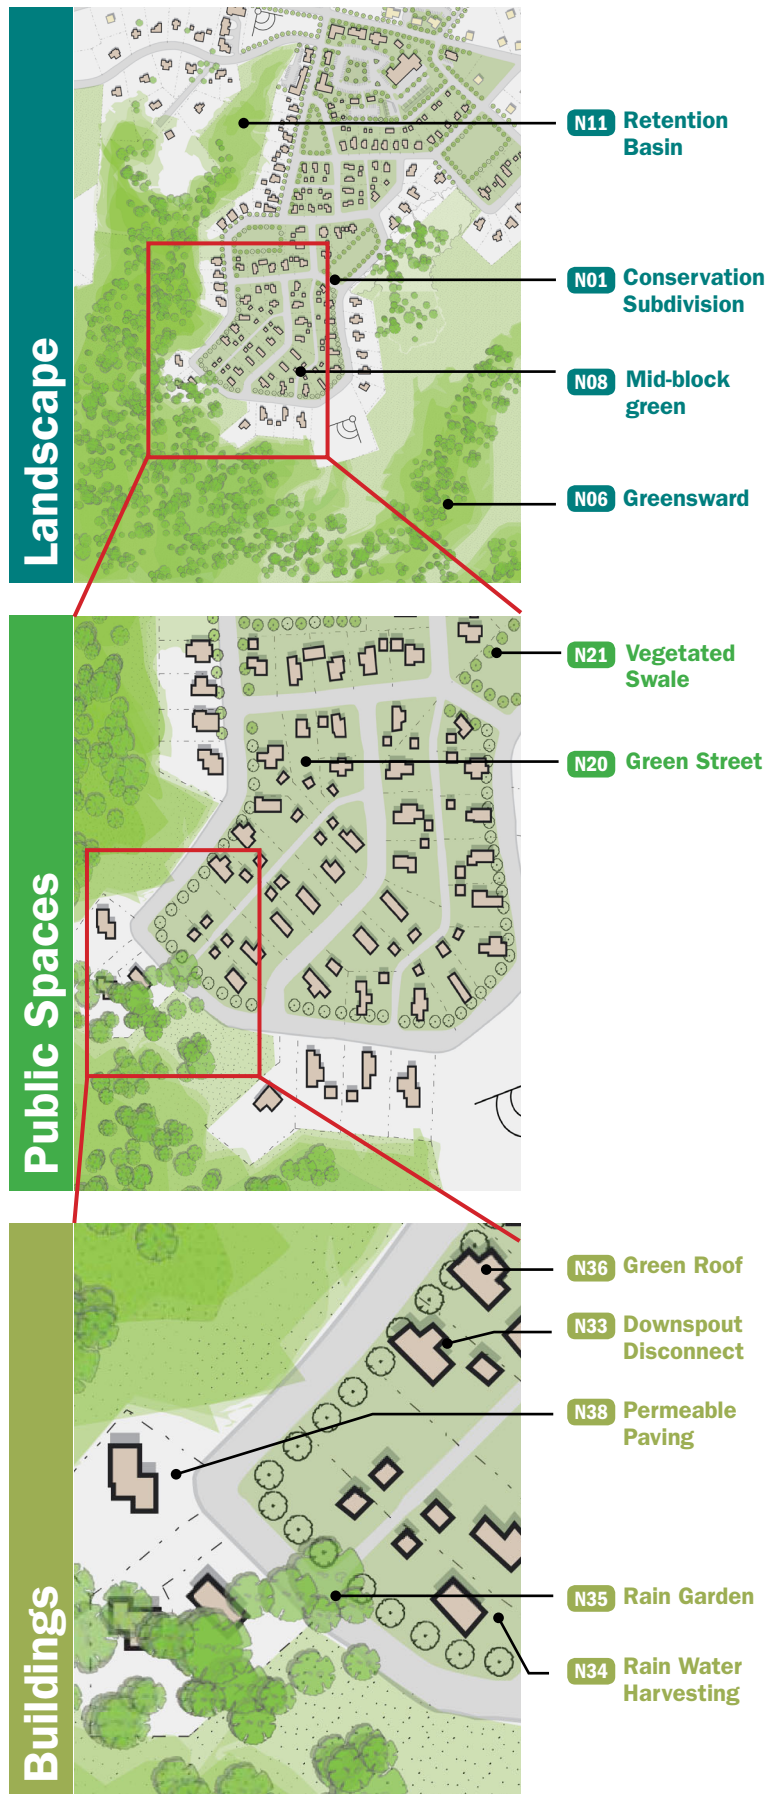 Landscape
N11 Retention
Basin
N01 Conservation
Subdivision
N08 Mid-block
green
N06 Greensward
Public Spaces
N21 Vegetated
Swale
N20 Green Street
Buildings
N36 Green Roof
N33 Downspout
Disconnect
N38 Permeable
Paving
N35 Rain Garden
N34 Rain Water
Harvesting